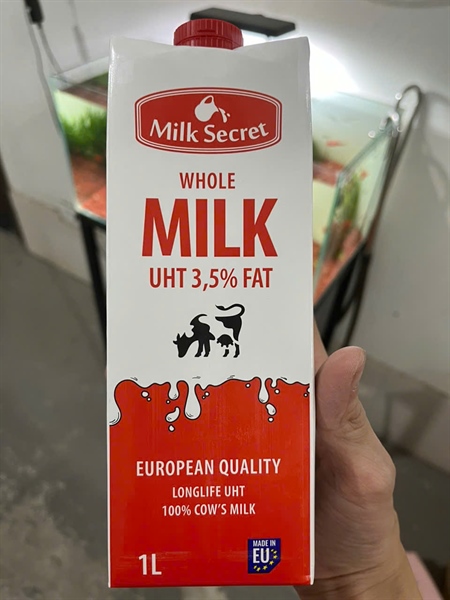 Milk Secret
WHOLE
MILK
UHT 3,5% FAT
EUROPEAN QUALITY
LONGLIFE UHT
100% COW'S MILK
1L
MADE IN
EU